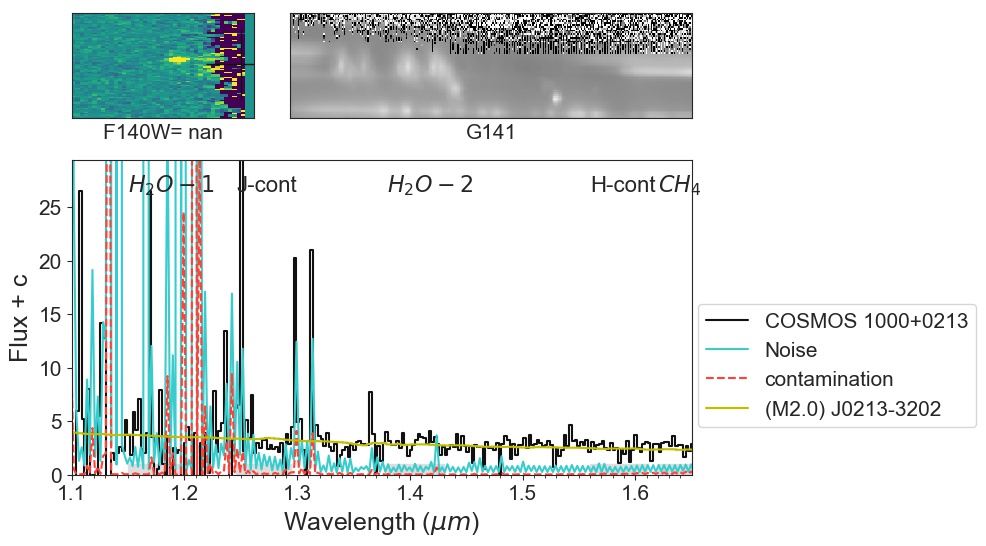 F140W= nan
G141
H₂O − 1 J-cont H₂O − 2 H-cont CH₄
Flux + c
25
20
15
10
5
0
1.1 1.2 1.3 1.4 1.5 1.6
Wavelength (μm)
COSMOS 1000+0213
Noise
contamination
(M2.0) J0213-3202